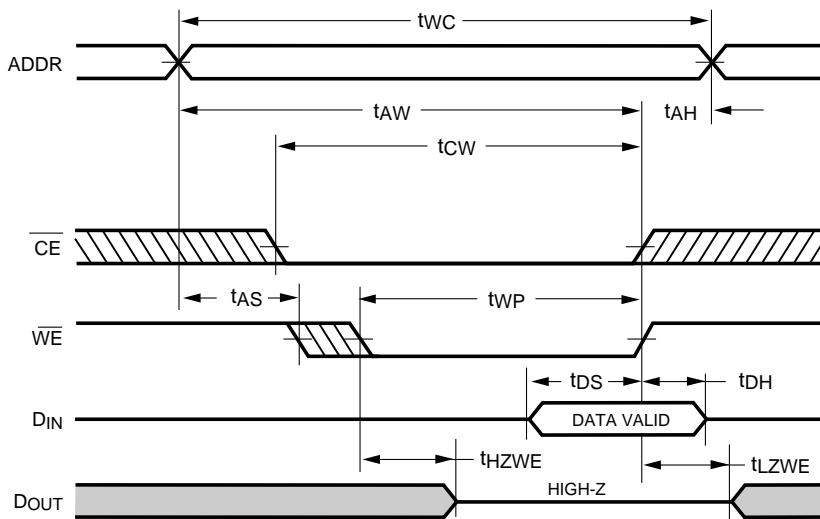 tWC
ADDR
tAW
tAH
tCW
CE
tAS
tWP
WE
tDS
tDH
DIN
DATA VALID
tHZWE
tLZWE
DOUT
HIGH-Z